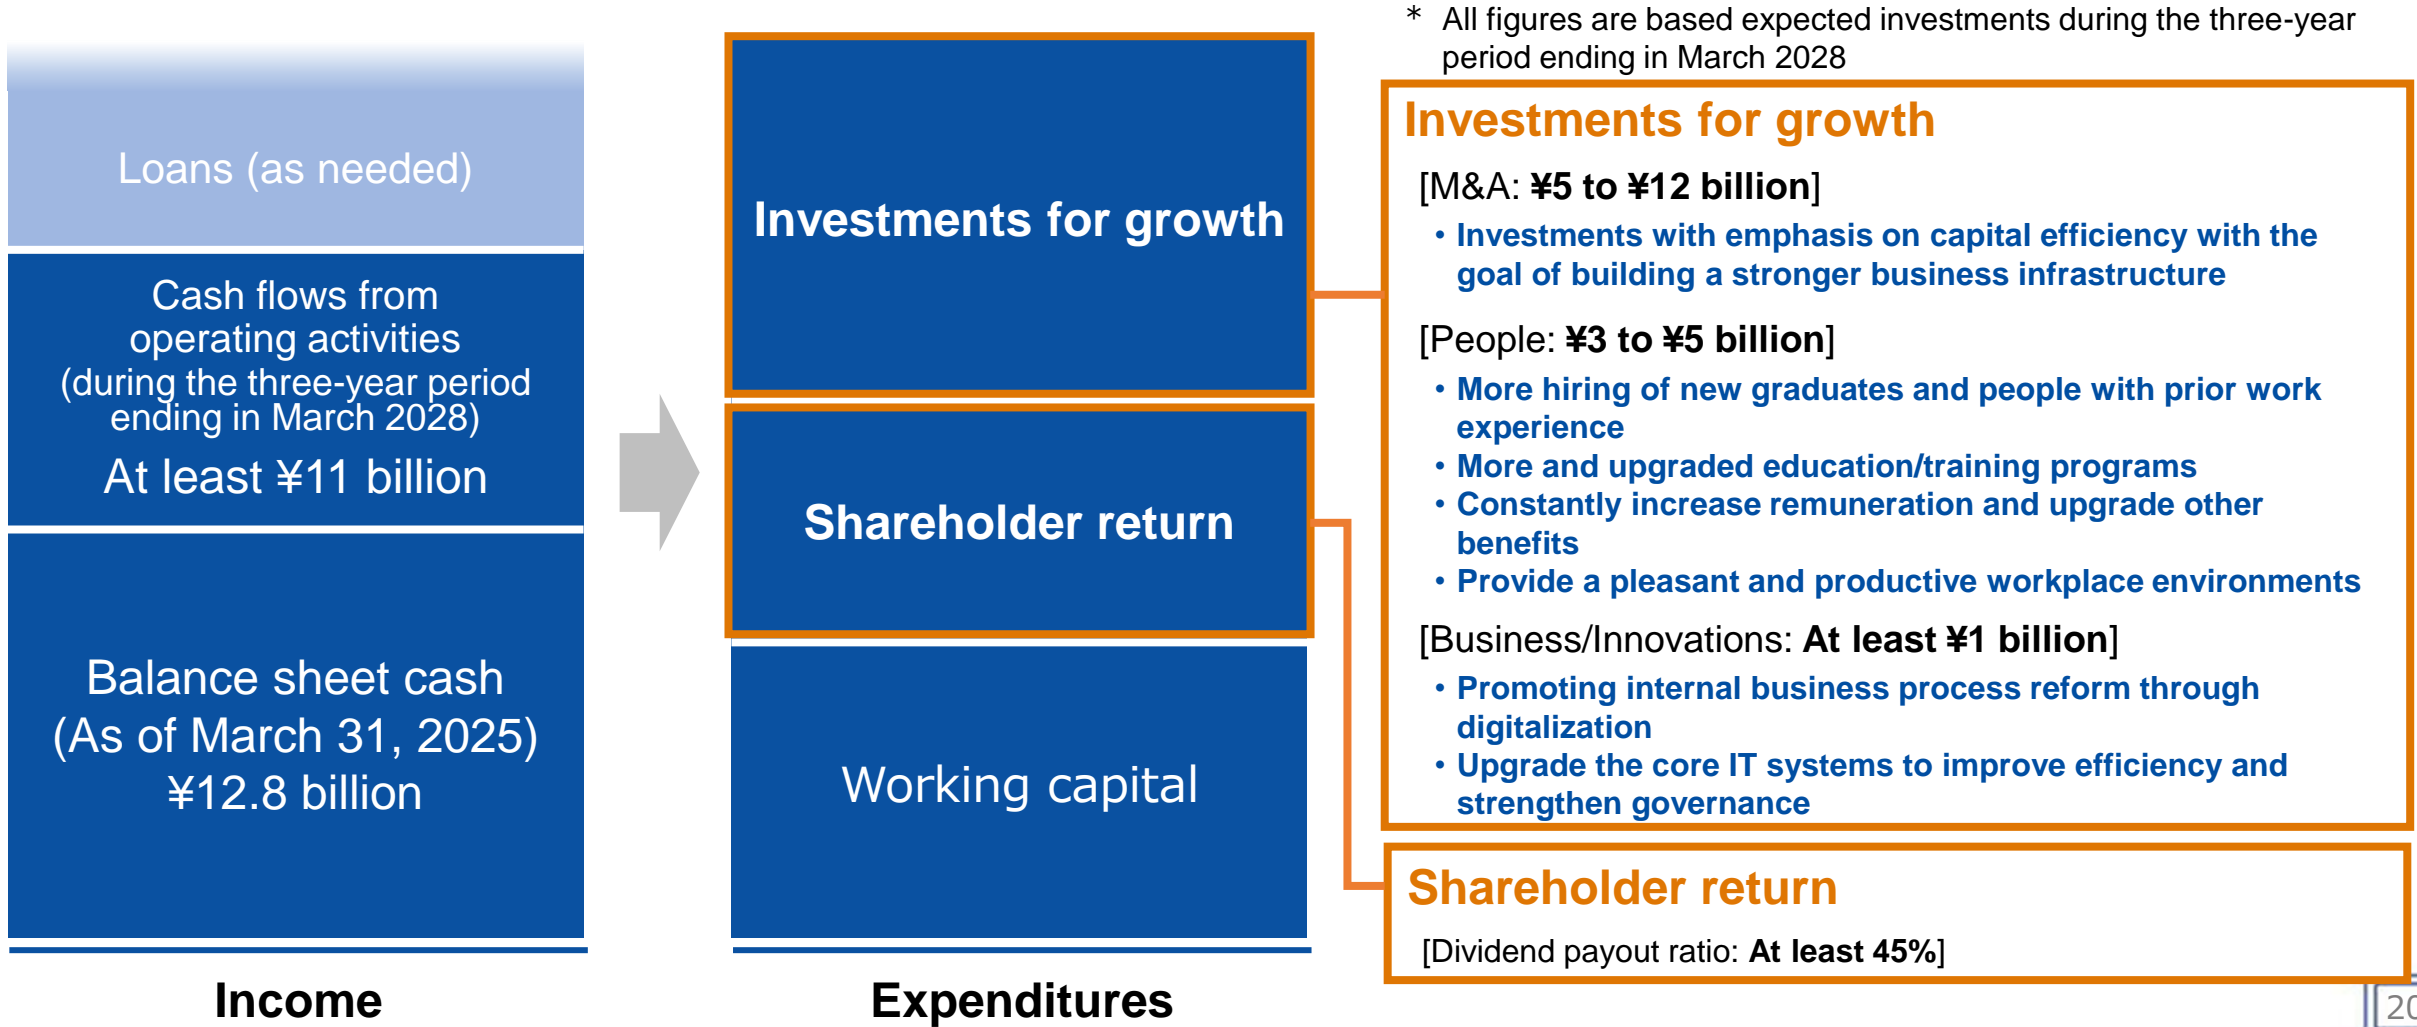 * All figures are based expected investments during the three-year
period ending in March 2028
Loans (as needed)
Cash flows from
operating activities
(during the three-year period
ending in March 2028)
At least ¥11 billion
Balance sheet cash
(As of March 31, 2025)
¥12.8 billion
Income
Investments for growth
Shareholder return
Working capital
Expenditures
Investments for growth
[M&A: ¥5 to ¥12 billion]
• Investments with emphasis on capital efficiency with the
goal of building a stronger business infrastructure
[People: ¥3 to ¥5 billion]
• More hiring of new graduates and people with prior work
experience
• More and upgraded education/training programs
• Constantly increase remuneration and upgrade other
benefits
• Provide a pleasant and productive workplace environments
[Business/Innovations: At least ¥1 billion]
• Promoting internal business process reform through
digitalization
• Upgrade the core IT systems to improve efficiency and
strengthen governance
Shareholder return
[Dividend payout ratio: At least 45%]
20